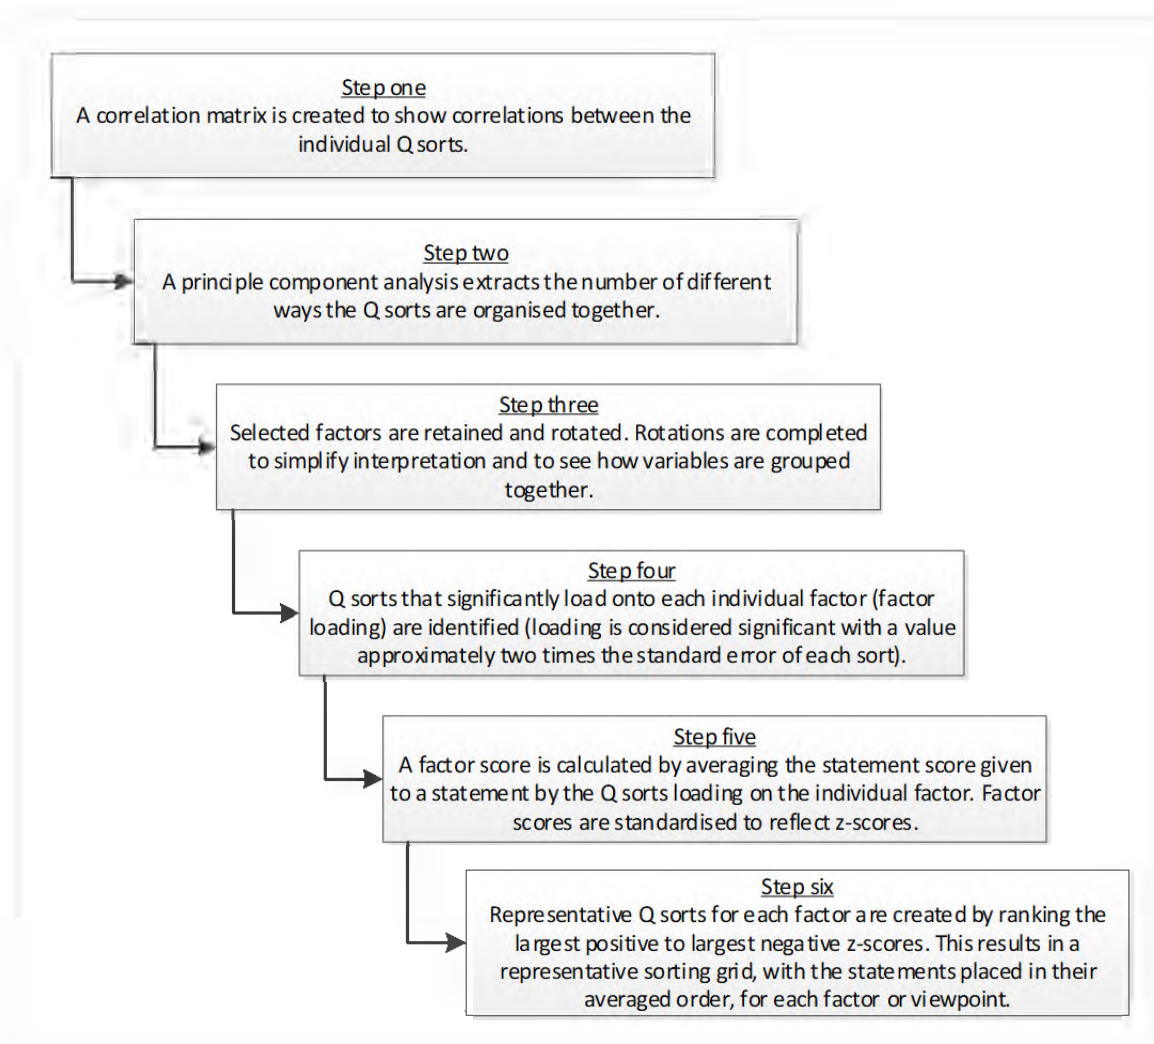 Step one
A correlation matrix is created to show correlations between the
individual Q sorts.
Step two
A principle component analysis extracts the number of different
ways the Q sorts are organised together.
Step three
Selected factors are retained and rotated. Rotations are completed
to simplify interpretation and to see how variables are grouped
together.
Step four
Q sorts that significantly load onto each individual factor (factor
loading) are identified (loading is considered significant with a value
approximately two times the standard error of each sort).
Step five
A factor score is calculated by averaging the statement score given
to a statement by the Q sorts loading on the individual factor. Factor
scores are standardised to reflect z-scores.
Step six
Representative Q sorts for each factor are created by ranking the
largest positive to largest negative z-scores. This results in a
representative sorting grid, with the statements placed in their
averaged order, for each factor or viewpoint.